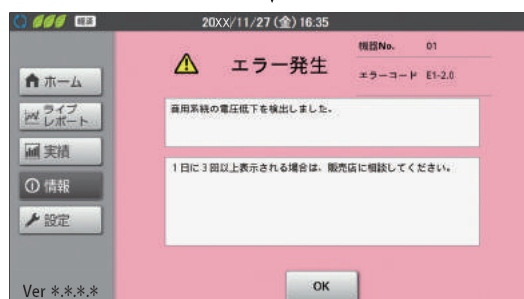 経済
20XX/11/27 (金) 16:35
機器No. 01
エラー発生
エラーコード E1-2.0
ホーム
ライブ
レポート
実績
情報
設定
商用系統の電圧低下を検出しました。
1日に3回以上表示される場合は、販売店に相談してください。
OK
Ver *.*.*.*